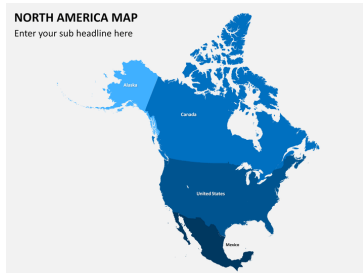 NORTH AMERICA MAP
Enter your sub headline here
Alaska
Canada
United States
Mexico